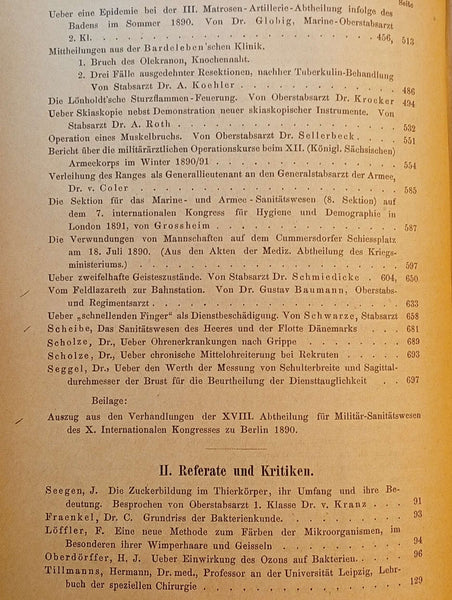 Seite
Ueber eine Epidemie bei der III. Matrosen-Artillerie-Abtheilung infolge des
Badens im Sommer 1890. Von Dr. Globig, Marine-Oberstabsarzt
2. Kl. . . . . . . . . . . 456, 513
Mittheilungen aus der Bardeleben'schen Klinik,
1. Bruch des Olekranon, Knochennaht.
2. Drei Fälle ausgedehnter Resektionen, nachher Tuberkulin-Behandlung
Von Stabsarzt Dr. A. Koehler . . . . . . . . 486
Die Lönholdt'sche Sturzflammen-Feuerung. Von Oberstabsarzt Dr. Krocker 494
Ueber Skiaskopie nebst Demonstration neuer skiaskopischer Instrumente. Von
Stabsarzt Dr. A. Roth . . . . . . . . . . 532
Operation eines Muskelbruchs. Von Oberstabsarzt Dr. Sellerbeck . . 551
Bericht über die militärärztlichen Operationskurse beim XII. (Königl. Sächsischen)
Armeekorps im Winter 1890/91 . . . . . . . . 554
Verleihung des Ranges als Generallieutenant an den Generalstabsarzt der Armee,
Dr. v. Coler . . . . . . . . . . . 585
Die Sektion für das Marine- und Armee-Sanitätswesen (8. Sektion) auf
dem 7. internationalen Kongress für Hygiene und Demographie in
London 1891, von Grossheim . . . . . . . . 587
Die Verwundungen von Mannschaften auf dem Cummersdorfer Schiessplatz
am 18. Juli 1890. (Aus den Akten der Mediz. Abtheilung des Kriegs-
ministeriums.) . . . . . . . . . . 597
Ueber zweifelhafte Geisteszustände. Von Stabsarzt Dr. Schmiedicke . 604, 650
Vom Feldlazareth zur Bahnstation. Von Dr. Gustav Baumann, Oberstabs-
und Regimentsarzt . . . . . . . . . . 633
Ueber „schnellenden Finger" als Dienstbeschädigung. Von Schwarze, Stabsarzt 658
Scheibe, Das Sanitätswesen des Heeres und der Flotte Dänemarks . . 681
Scholze, Dr., Ueber Ohrenerkrankungen nach Grippe . . . . . 689
Scholze, Dr., Ueber chronische Mittelohreiterung bei Rekruten . . . 693
Seggel, Dr., Ueber den Werth der Messung von Schulterbreite und Sagittal-
durchmesser der Brust für die Beurtheilung der Diensttauglichkeit . . 697
Beilage:
Auszug aus den Verhandlungen der XVIII. Abtheilung für Militär-Sanitätswesen
des X. Internationalen Kongresses zu Berlin 1890.
II. Referate und Kritiken.
Seegen, J. Die Zuckerbildung im Thierkörper, ihr Umfang und ihre Be-
deutung. Besprochen von Oberstabsarzt 1. Klasse Dr. v. Kranz . . 91
Fraenkel, Dr. C. Grundriss der Bakterienkunde. . . . . . 93
Löffler, F. Eine neue Methode zum Färben der Mikroorganismen, im
Besonderen ihrer Wimperhaare und Geisseln . . . . . . 94
Oberdörffer, H. J. Ueber Einwirkung des Ozons auf Bakterien. . . 96
Tillmanns, Hermann, Dr. med., Professor an der Universität Leipzig, Lehr-
buch der speziellen Chirurgie . . . . . . . . 129